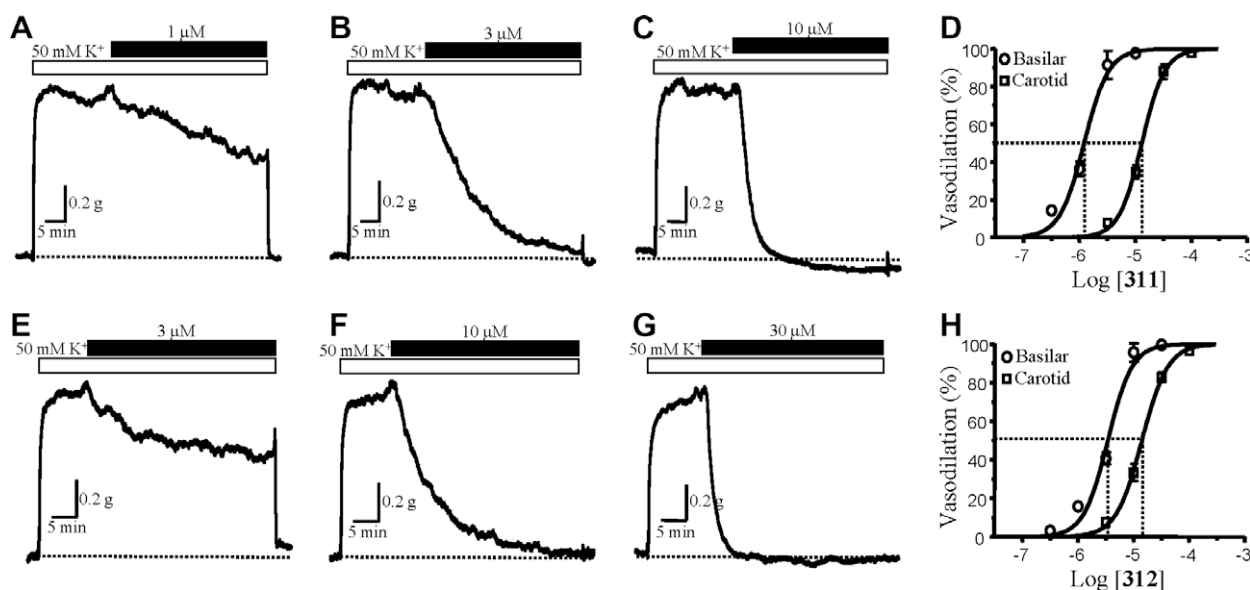 A
1 µM
50 mM K⁺
0.2 g
5 min
B
3 µM
50 mM K⁺
0.2 g
5 min
C
10 µM
50 mM K⁺
0.2 g
5 min
D
Vasodilation (%)
100
80
60
40
20
0
Basilar
Carotid
-7 -6 -5 -4 -3
Log [311]
E
3 µM
50 mM K⁺
0.2 g
5 min
F
10 µM
50 mM K⁺
0.2 g
5 min
G
30 µM
50 mM K⁺
0.2 g
5 min
H
Vasodilation (%)
100
80
60
40
20
0
Basilar
Carotid
-7 -6 -5 -4 -3
Log [312]